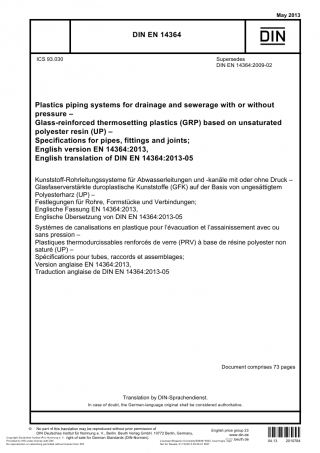 May 2013
DIN EN 14364
DIN
ICS 93.030
Supersedes
DIN EN 14364:2009-02
Plastics piping systems for drainage and sewerage with or without
pressure –
Glass-reinforced thermosetting plastics (GRP) based on unsaturated
polyester resin (UP) –
Specifications for pipes, fittings and joints;
English version EN 14364:2013,
English translation of DIN EN 14364:2013-05
Kunststoff-Rohrleitungssysteme für Abwasserleitungen und -kanäle mit oder ohne Druck –
Glasfaserverstärkte duroplastische Kunststoffe (GFK) auf der Basis von ungesättigtem
Polyesterharz (UP) –
Festlegungen für Rohre, Formstücke und Verbindungen;
Englische Fassung EN 14364:2013,
Englische Übersetzung von DIN EN 14364:2013-05
Systèmes de canalisations en plastique pour l'évacuation et l'assainissement avec ou
sans pression –
Plastiques thermodurcissables renforcés de verre (PRV) à base de résine polyester non
saturé (UP) –
Spécifications pour tubes, raccords et assemblages;
Version anglaise EN 14364:2013,
Traduction anglaise de DIN EN 14364:2013-05
Document comprises 73 pages
Translation by DIN-Sprachendienst.
In case of doubt, the German-language original shall be considered authoritative.
© No part of this translation may be reproduced without prior permission of
DIN Deutsches Institut für Normung e. V., Berlin. Beuth Verlag GmbH, 10772 Berlin, Germany,
right of sale for German Standards (DIN-Normen).
English price group 23
www.din.de
www.beuth.de
04.13